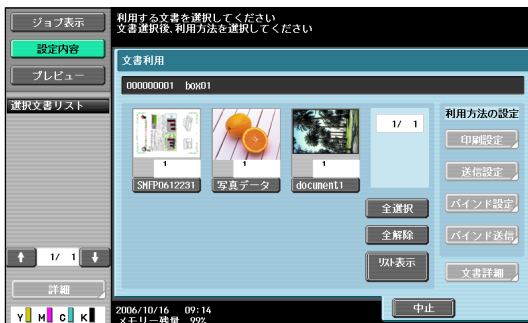 ジョブ表示
設定内容
プレビュー
利用する文書を選択してください
文書選択後、利用方法を選択してください
文書利用
000000001 box01
選択文書リスト
1/ 1
利用方法の設定
印刷設定
送信設定
バインド設定
バインド送信
文書詳細
1
SHFP0612231
1
写真データ
1
document1
全選択
全解除
リスト表示
1/ 1
詳細
中止
Y M C K
2006/10/16 09:14
メモリー残量 99%